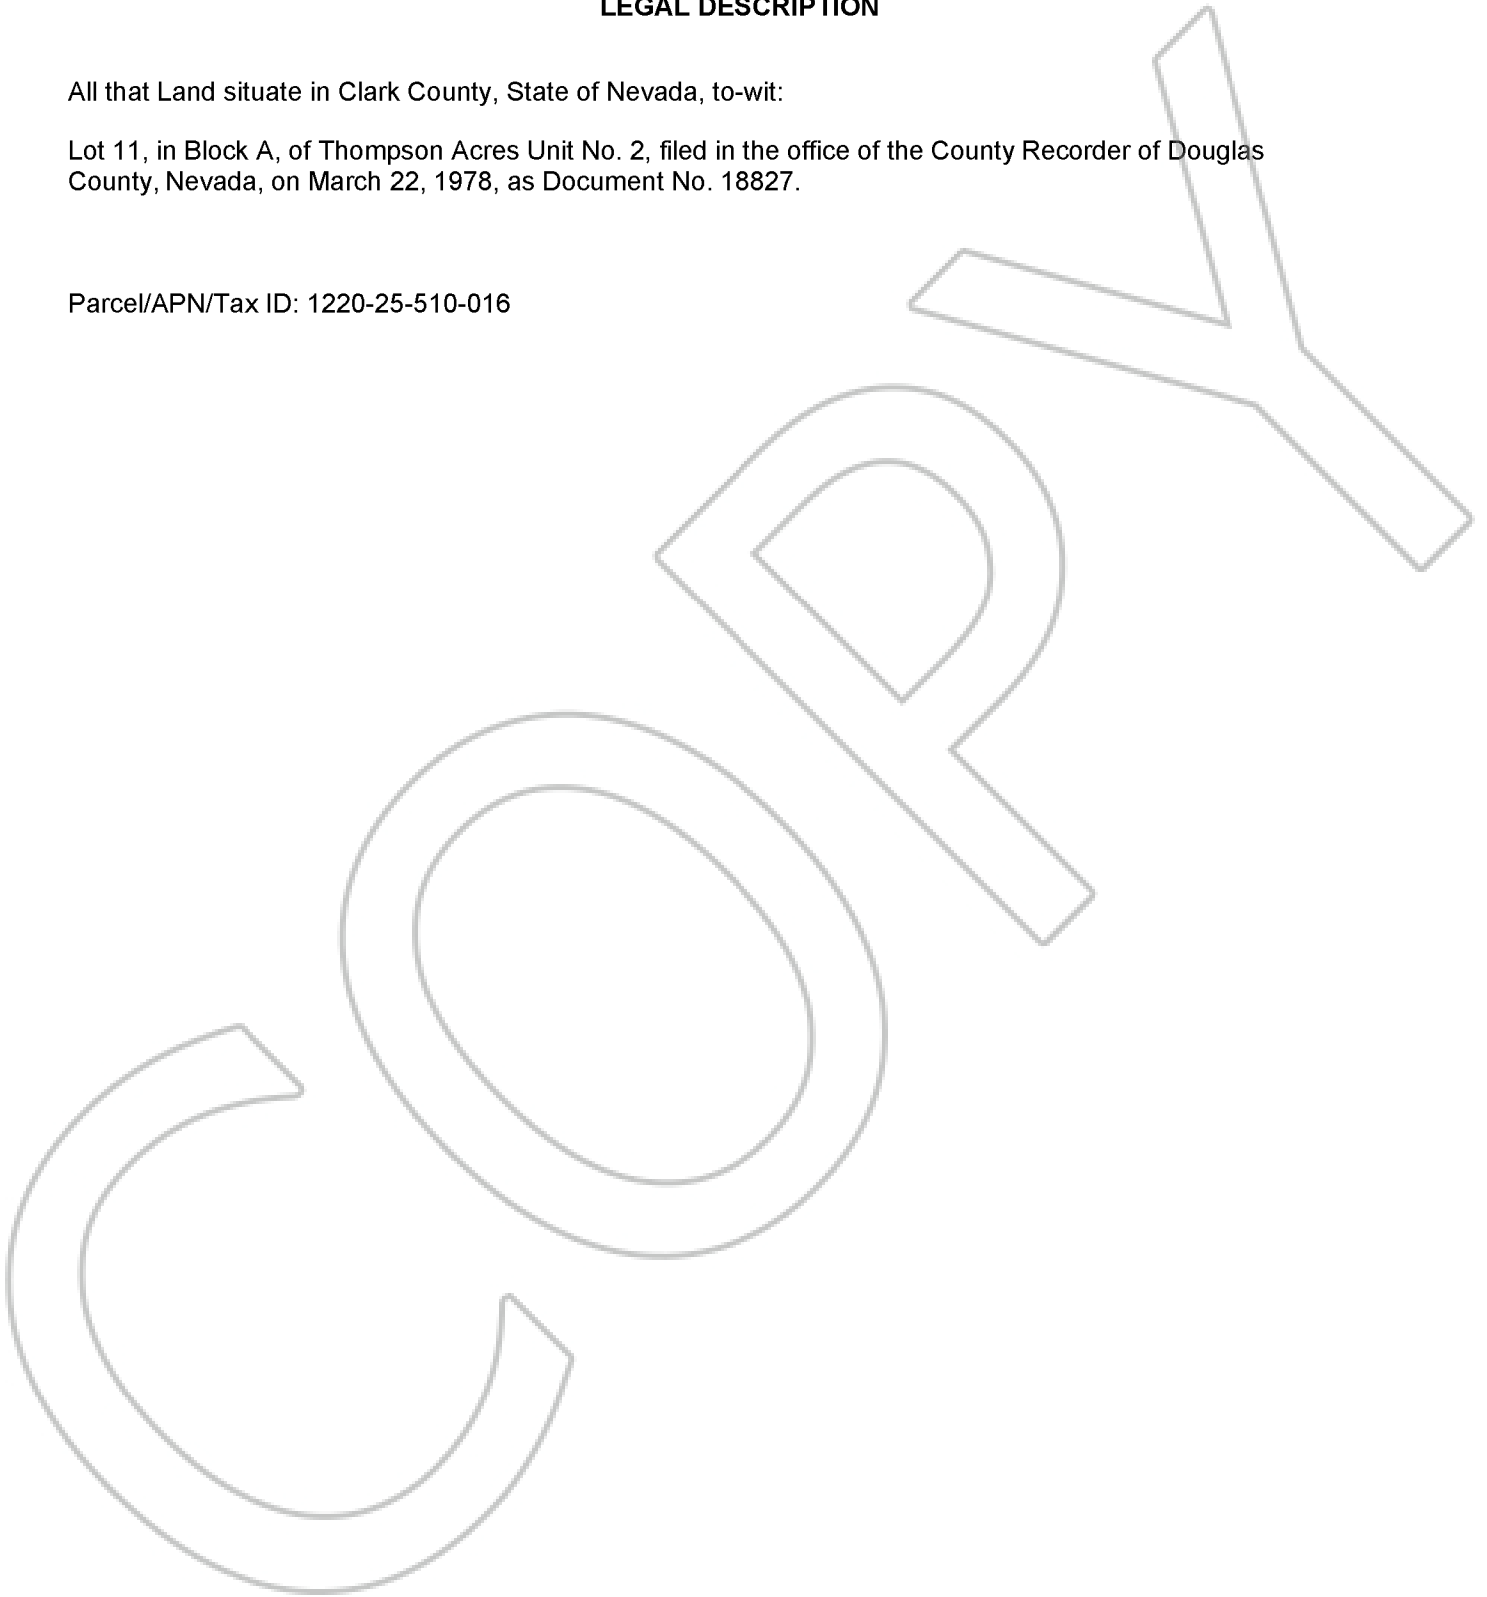 LEGAL DESCRIPTION
All that Land situate in Clark County, State of Nevada, to-wit:
Lot 11, in Block A, of Thompson Acres Unit No. 2, filed in the office of the County Recorder of Douglas
County, Nevada, on March 22, 1978, as Document No. 18827.
Parcel/APN/Tax ID: 1220-25-510-016
COPY